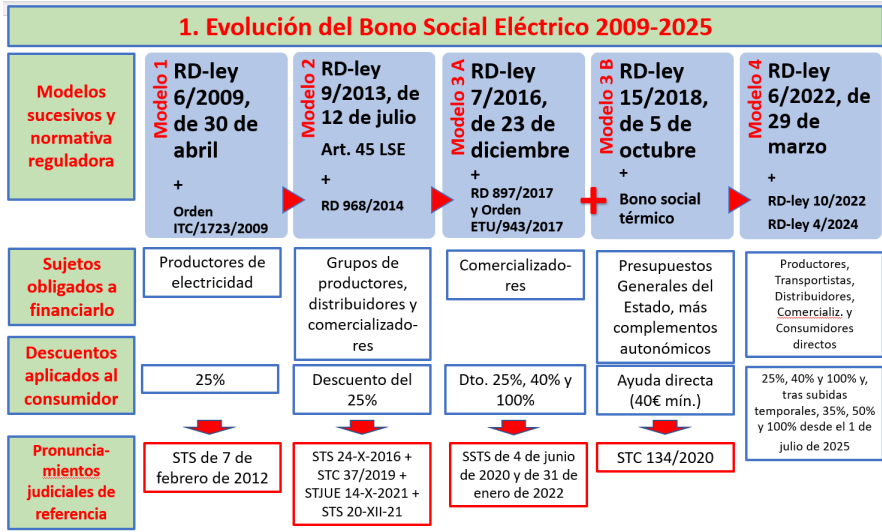 1. Evolución del Bono Social Eléctrico 2009-2025
Modelos
sucesivos y
normativa
reguladora
Modelo 1
RD-ley
6/2009,
de 30 de
abril
+
Orden
ITC/1723/2009
Modelo 2
RD-ley
9/2013, de
12 de julio
Art. 45 LSE
+
RD 968/2014
Modelo 3 A
RD-ley
7/2016,
de 23 de
diciembre
+
RD 897/2017
y Orden
ETU/943/2017
+
Modelo 3 B
RD-ley
15/2018,
de 5 de
octubre
+
Bono social
térmico
Modelo 4
RD-ley
6/2022, de
29 de
marzo
+
RD-ley 10/2022
RD-ley 4/2024
Sujetos
obligados a
financiarlo
Productores de
electricidad
Grupos de
productores,
distribuidores y
comercializado-
res
Comercializado-
res
Presupuestos
Generales del
Estado, más
complementos
autonómicos
Productores,
Transportistas,
Distribuidores,
Comercializ. y
Consumidores
directos
Descuentos
aplicados al
consumidor
25%
Descuento del
25%
Dto. 25%, 40% y
100%
Ayuda directa
(40€ mín.)
25%, 40% y 100% y,
tras subidas
temporales, 35%, 50%
y 100% desde el 1 de
julio de 2025
Pronuncia-
mientos
judiciales de
referencia
STS de 7 de
febrero de 2012
STS 24-X-2016 +
STC 37/2019 +
STJUE 14-X-2021 +
STS 20-XII-21
SSTS de 4 de junio
de 2020 y de 31 de
enero de 2022
STC 134/2020